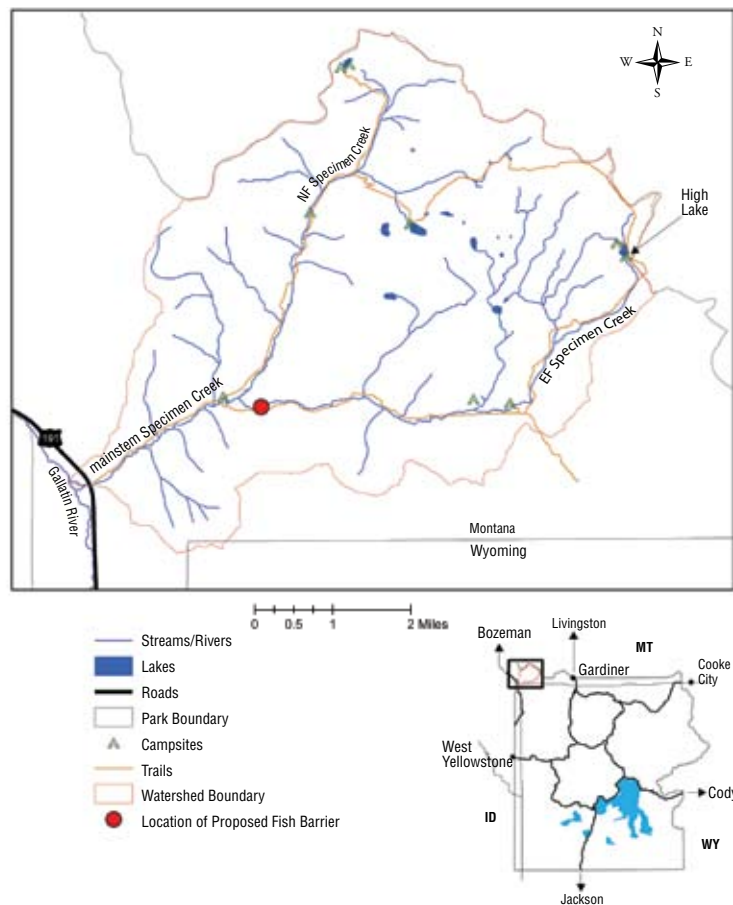 N
W E
S
NF Specimen Creek
High
Lake
EF Specimen Creek
mainstem Specimen Creek
191
Gallatin River
Montana
Wyoming
0 0.5 1 2 Miles
Streams/Rivers
Lakes
Roads
Park Boundary
Campsites
Trails
Watershed Boundary
Location of Proposed Fish Barrier
Bozeman
Livingston
MT
Gardiner
Cooke
City
West
Yellowstone
Cody
ID
WY
Jackson